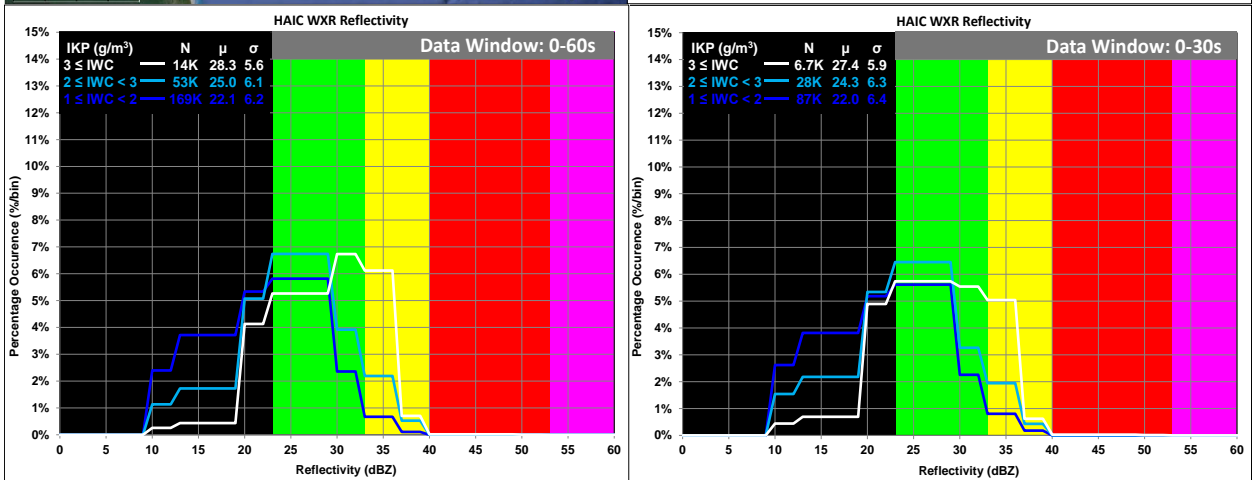 HAIC WXR Reflectivity
Data Window: 0-60s
IKP (g/m³) N μ σ
3 ≤ IWC 14K 28.3 5.6
2 ≤ IWC < 3 53K 25.0 6.1
1 ≤ IWC < 2 169K 22.1 6.2
Percentage Occurence (%/bin)
15%
14%
13%
12%
11%
10%
9%
8%
7%
6%
5%
4%
3%
2%
1%
0%
0 5 10 15 20 25 30 35 40 45 50 55 60
Reflectivity (dBZ)
HAIC WXR Reflectivity
Data Window: 0-30s
IKP (g/m³) N μ σ
3 ≤ IWC 6.7K 27.4 5.9
2 ≤ IWC < 3 28K 24.3 6.3
1 ≤ IWC < 2 87K 22.0 6.4
Percentage Occurence (%/bin)
15%
14%
13%
12%
11%
10%
9%
8%
7%
6%
5%
4%
3%
2%
1%
0%
0 5 10 15 20 25 30 35 40 45 50 55 60
Reflectivity (dBZ)